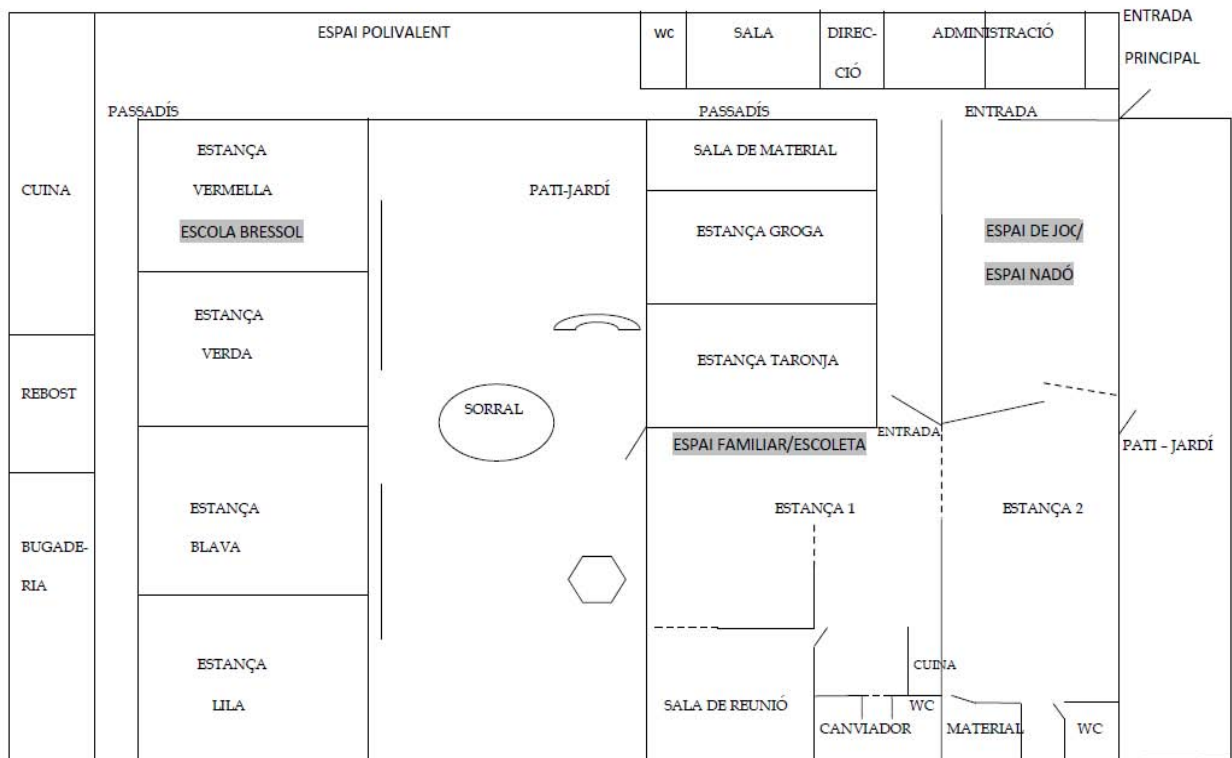 ENTRADA
PRINCIPAL
ESPAI POLIVALENT
WC
SALA
DIREC-
CIÓ
ADMINISTRACIÓ
PASSADÍS
PASSADÍS
ENTRADA
CUINA
REBOST
BUGADE-
RIA
ESTANÇA
VERMELLA
ESCOLA BRESSOL
ESTANÇA
VERDA
ESTANÇA
BLAVA
ESTANÇA
LILA
PATI-JARDÍ
SORRAL
SALA DE MATERIAL
ESTANÇA GROGA
ESTANÇA TARONJA
ESPAI DE JOC/
ESPAI NADÓ
ESPAI FAMILIAR/ESCOLETA
ENTRADA
PATI – JARDÍ
ESTANÇA 1
ESTANÇA 2
CUINA
SALA DE REUNIÓ
WC
CANVIADOR
MATERIAL
WC